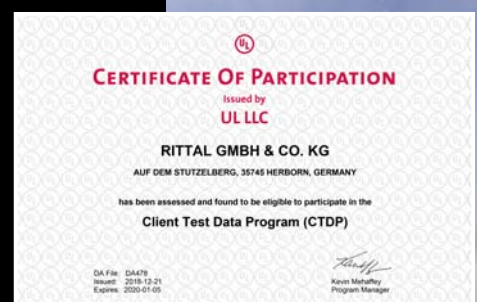 UL
CERTIFICATE OF PARTICIPATION
Issued by
UL LLC
RITTAL GMBH & CO. KG
AUF DEM STUTZELBERG, 35745 HERBORN, GERMANY
has been assessed and found to be eligible to participate in the
Client Test Data Program (CTDP)
DA File: DA478
Issued: 2018-12-21
Expires: 2020-01-05
Kevin Mehaffey
Program Manager